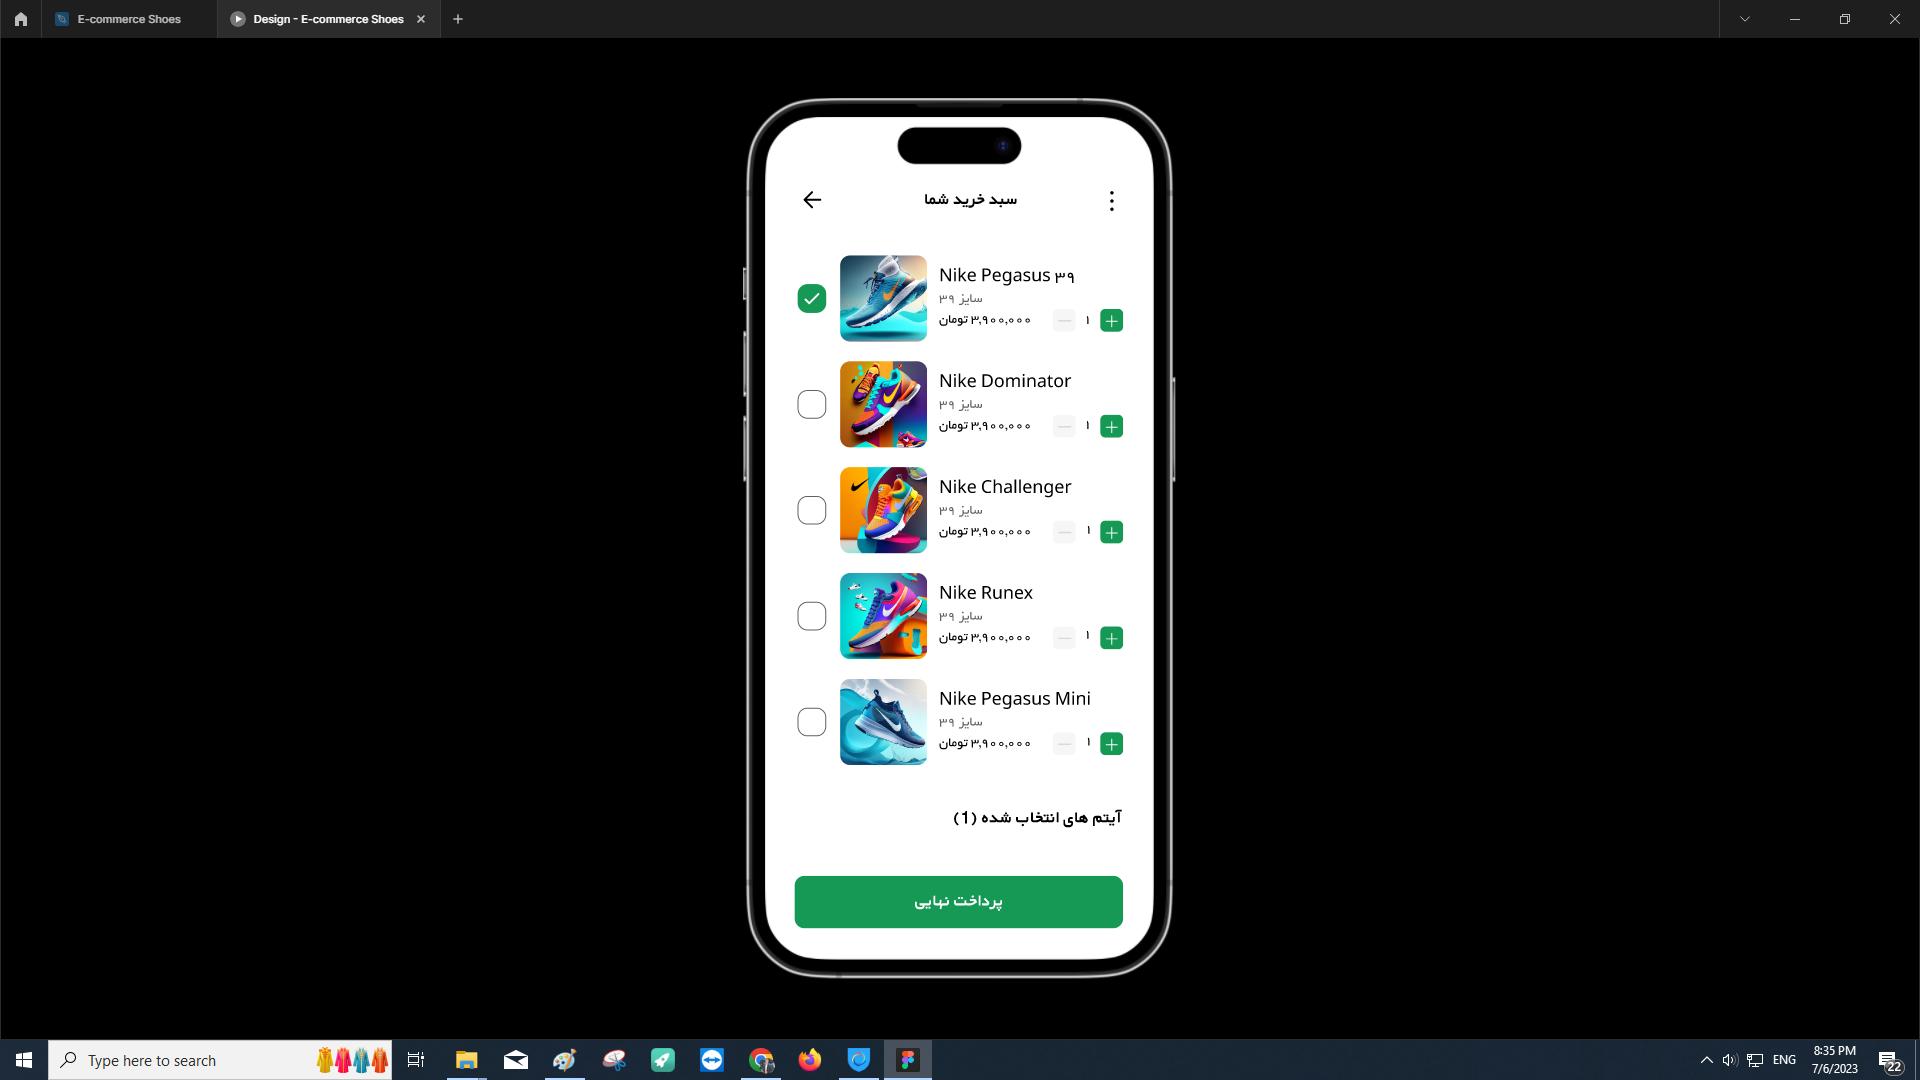 E-commerce Shoes
Design - E-commerce Shoes
سبد خرید شما
Nike Pegasus ۳۹
سایز ۳۹
۳,۹۰۰,۰۰۰ تومان
۱
Nike Dominator
سایز ۳۹
۳,۹۰۰,۰۰۰ تومان
۱
Nike Challenger
سایز ۳۹
۳,۹۰۰,۰۰۰ تومان
۱
Nike Runex
سایز ۳۹
۳,۹۰۰,۰۰۰ تومان
۱
Nike Pegasus Mini
سایز ۳۹
۳,۹۰۰,۰۰۰ تومان
۱
آیتم های انتخاب شده (1)
پرداخت نهایی
Type here to search
ENG
8:35 PM
7/6/2023
22